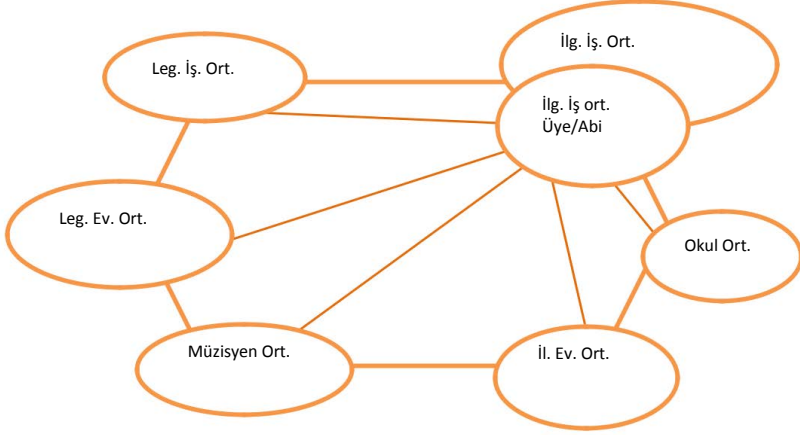 İlg. İş. Ort.
Leg. İş. Ort.
İlg. İş ort.
Üye/Abi
Leg. Ev. Ort.
Okul Ort.
Müzisyen Ort.
İl. Ev. Ort.